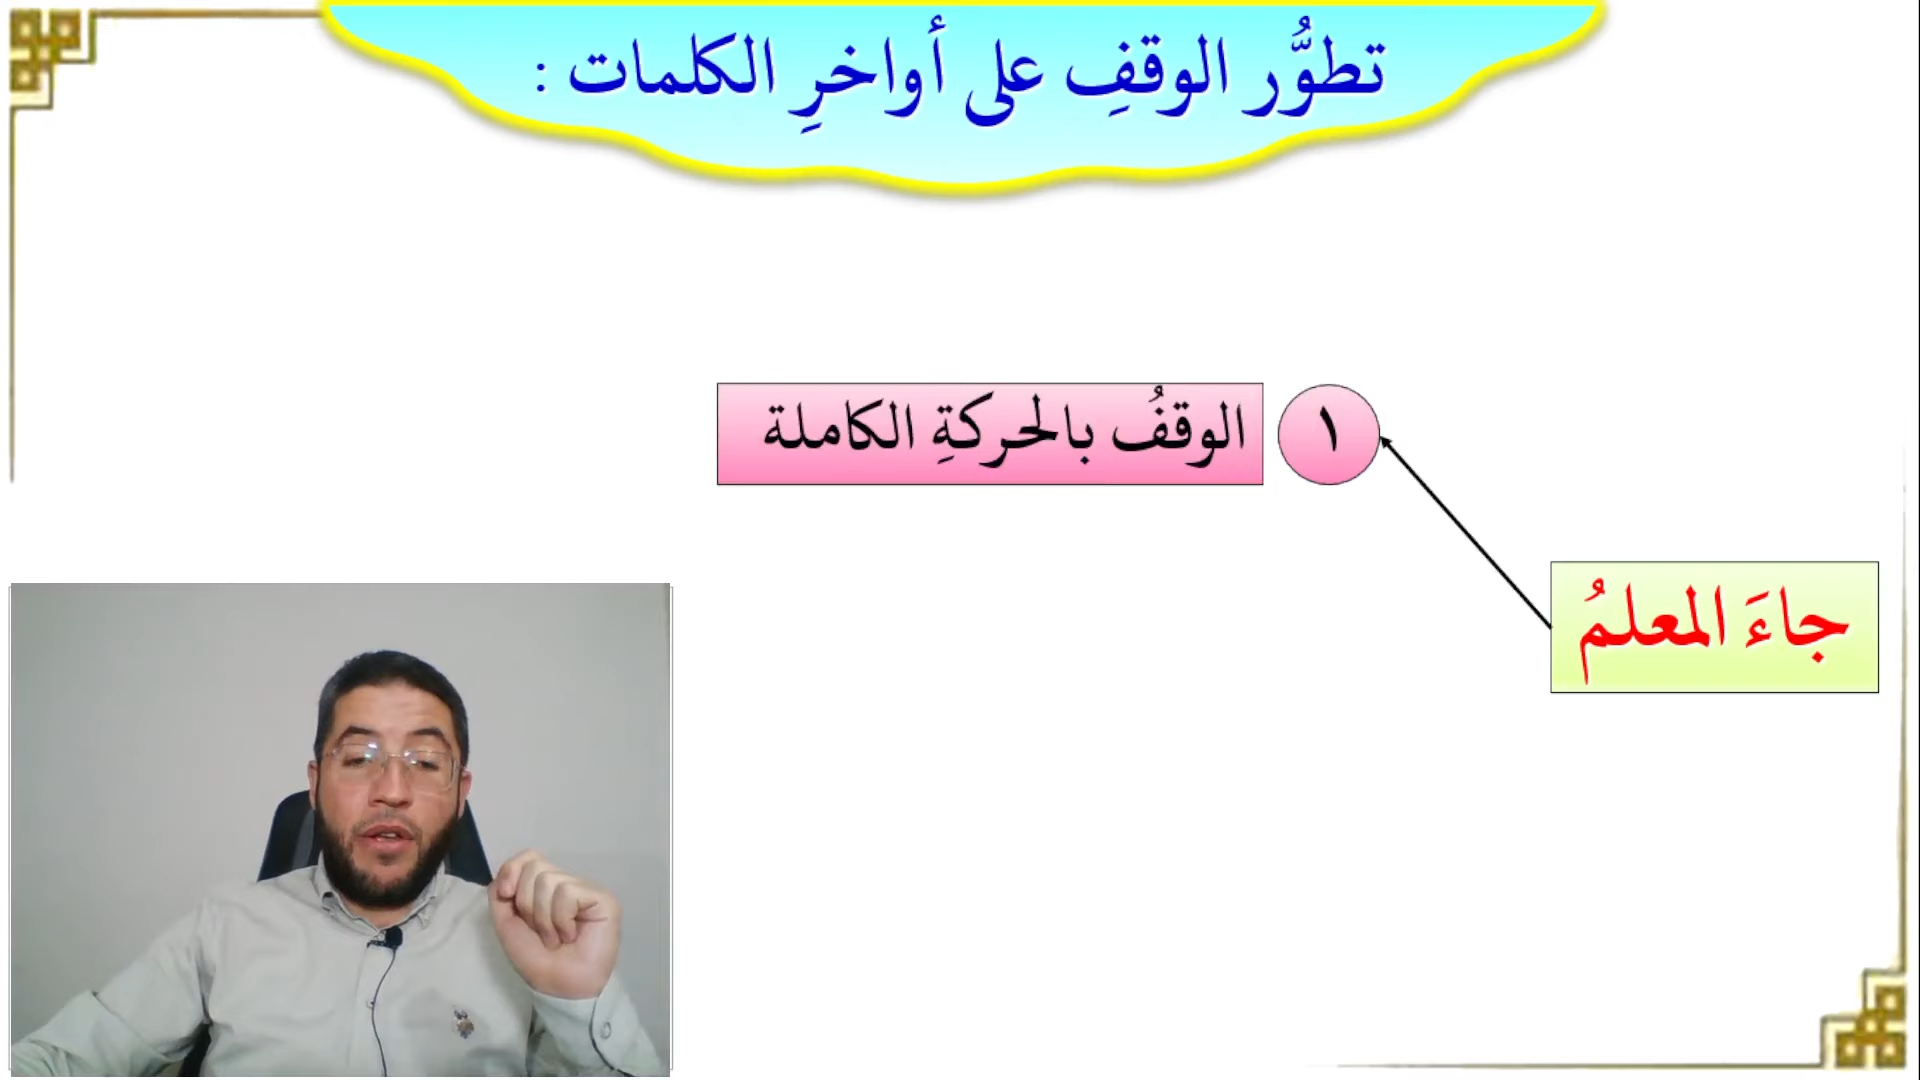 تطوُّر الوقفِ على أواخرِ الكلمات :
١ الوقفُ بالحركةِ الكاملة
جاءَ المعلمُ